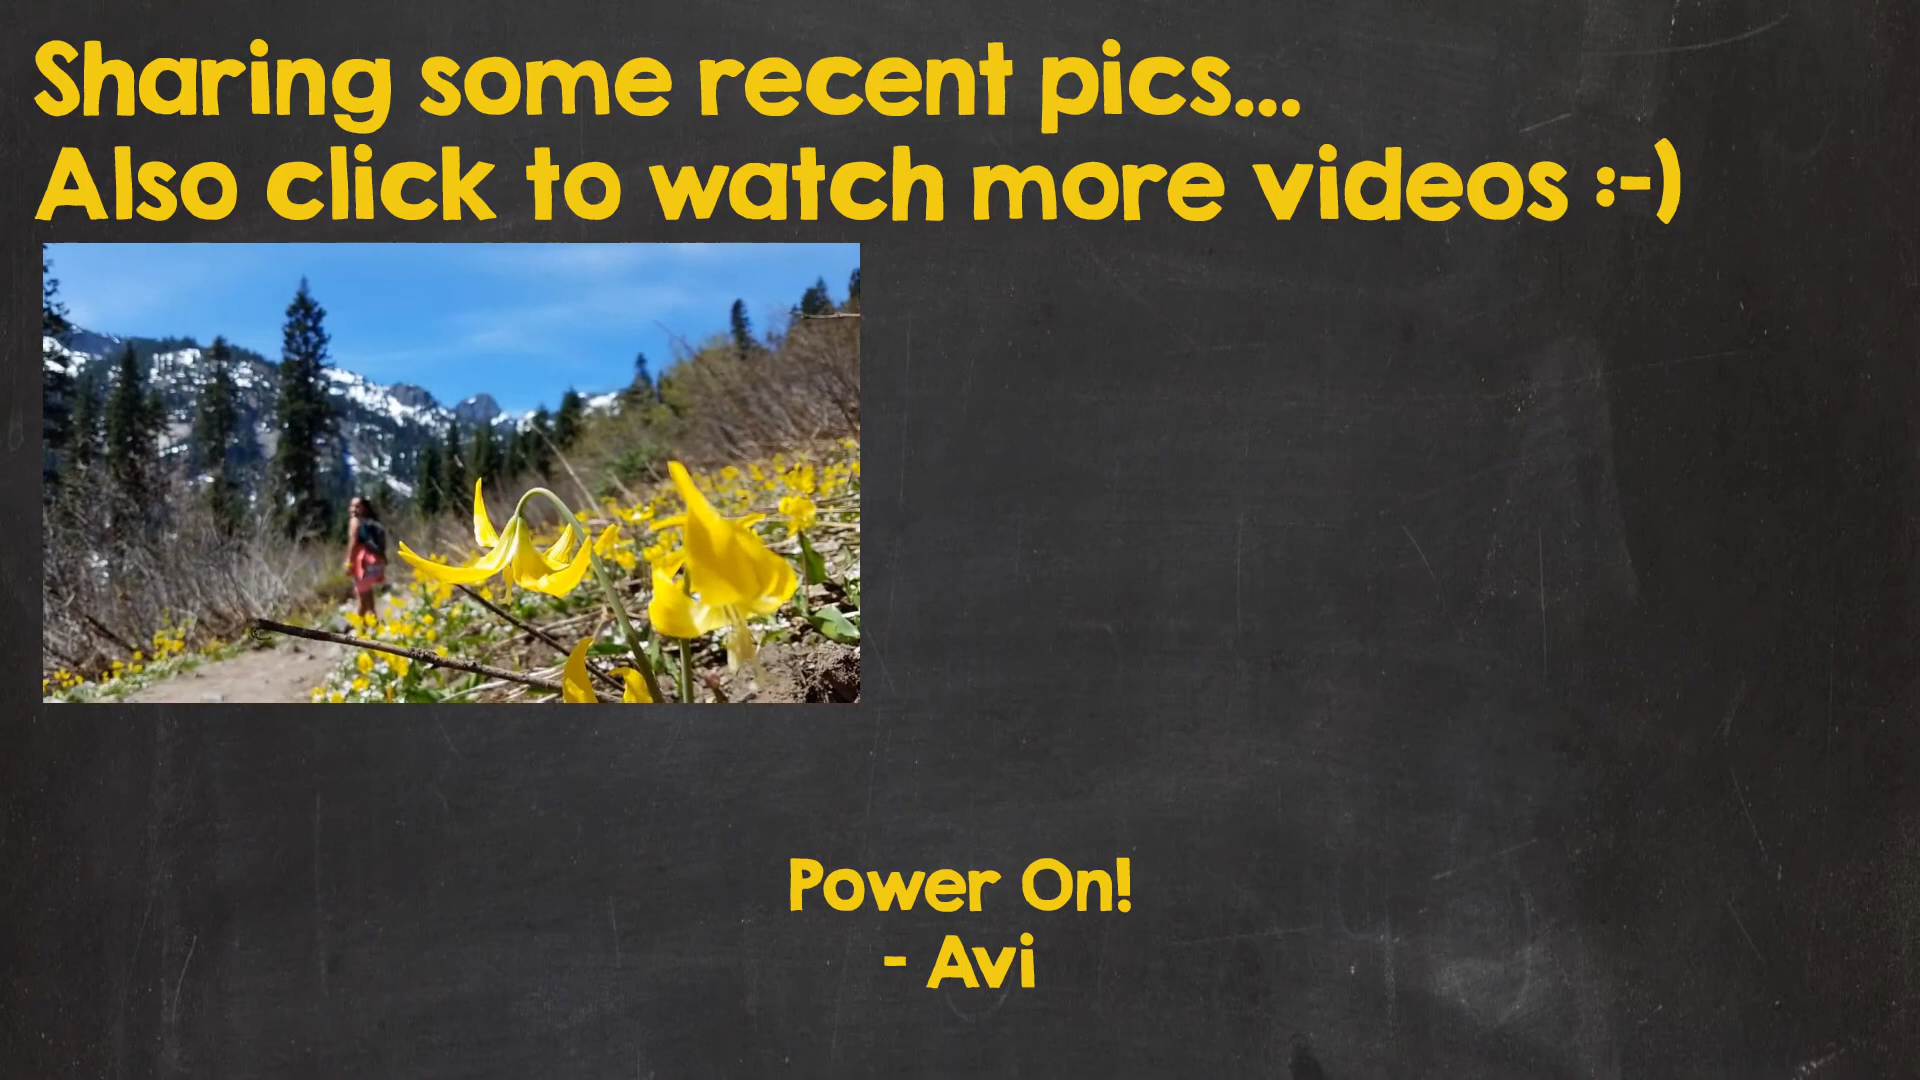 Sharing some recent pics...
Also click to watch more videos :-)
Power On!
- Avi